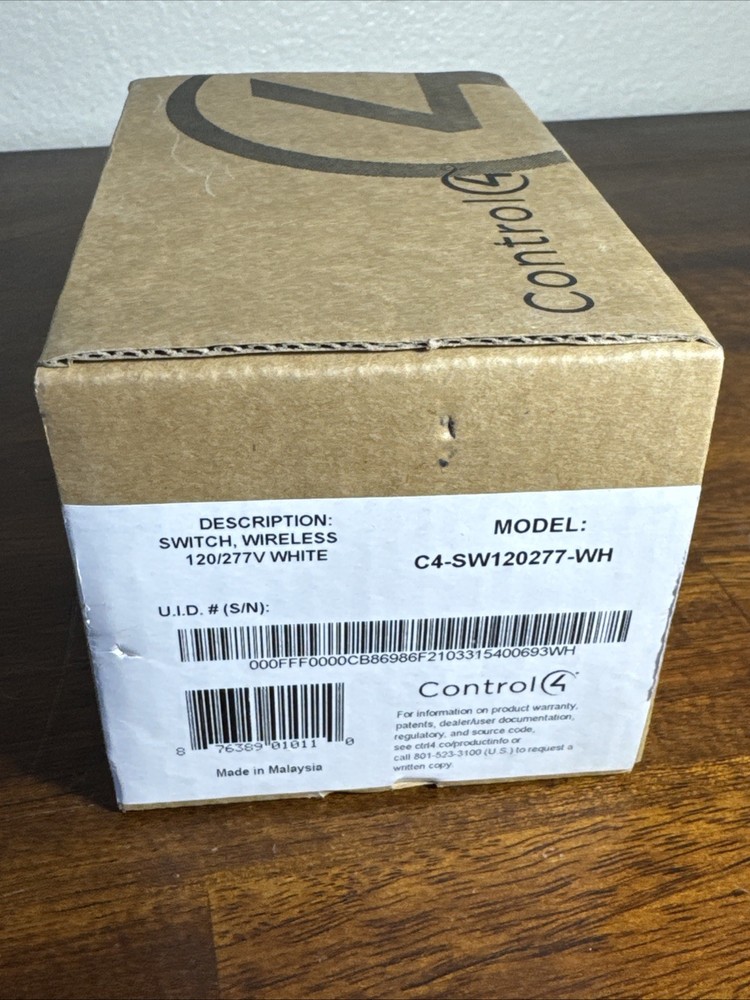 Control4
DESCRIPTION:
SWITCH, WIRELESS
120/277V WHITE
MODEL:
C4-SW120277-WH
U.I.D. # (S/N):
000FFF0000CB86986F2103315400693WH
8 76389 01011 0
Made in Malaysia
Control4
For information on product warranty,
patents, dealer/user documentation,
regulatory, and source code,
see ctrl4.co/productinfo or
call 801-523-3100 (U.S.) to request a
written copy.